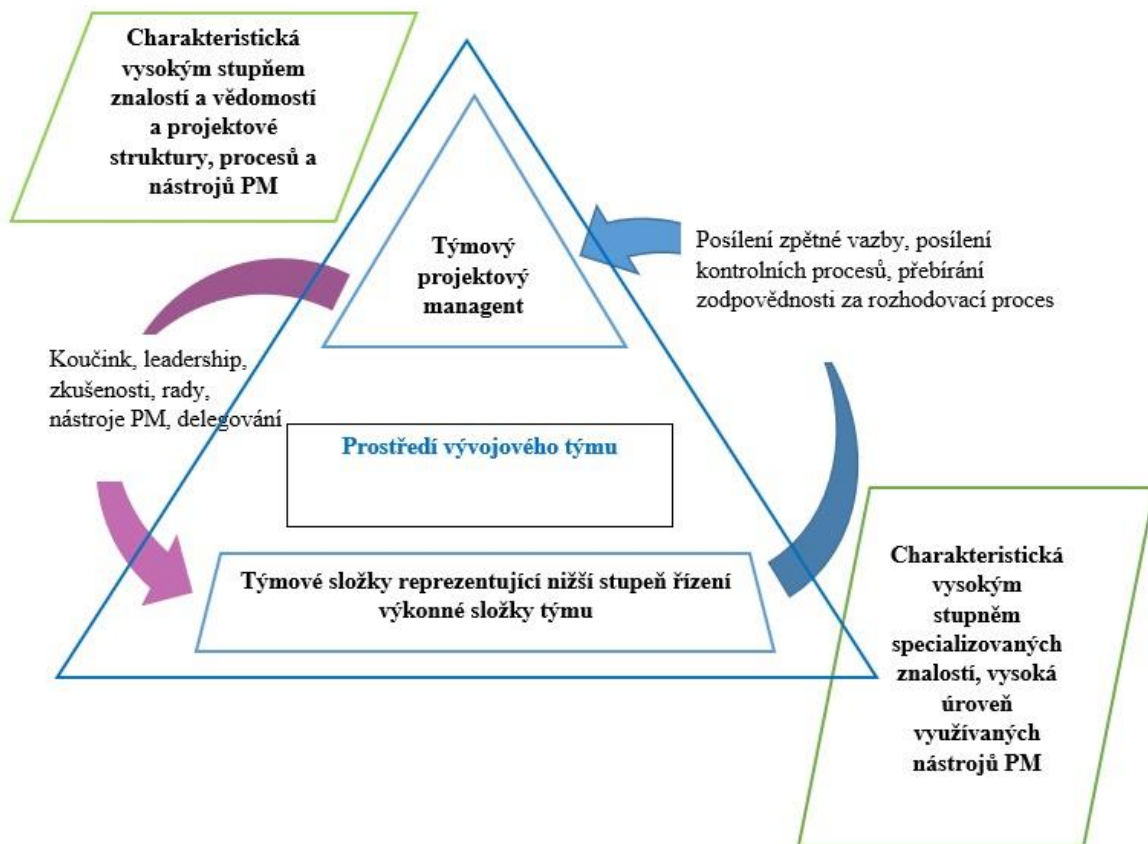 Charakteristická
vysokým stupňem
znalostí a vědomostí
a projektové
struktury, procesů a
nástrojů PM
Týmový
projektový
managent
Posílení zpětné vazby, posílení
kontrolních procesů, přebírání
zodpovědnosti za rozhodovací proces
Koučink, leadership,
zkušenosti, rady,
nástroje PM, delegování
Prostředí vývojového týmu
Týmové složky reprezentující nižší stupeň řízení
výkonné složky týmu
Charakteristická
vysokým
stupněm
specializovaných
znalostí, vysoká
úroveň
využívaných
nástrojů PM